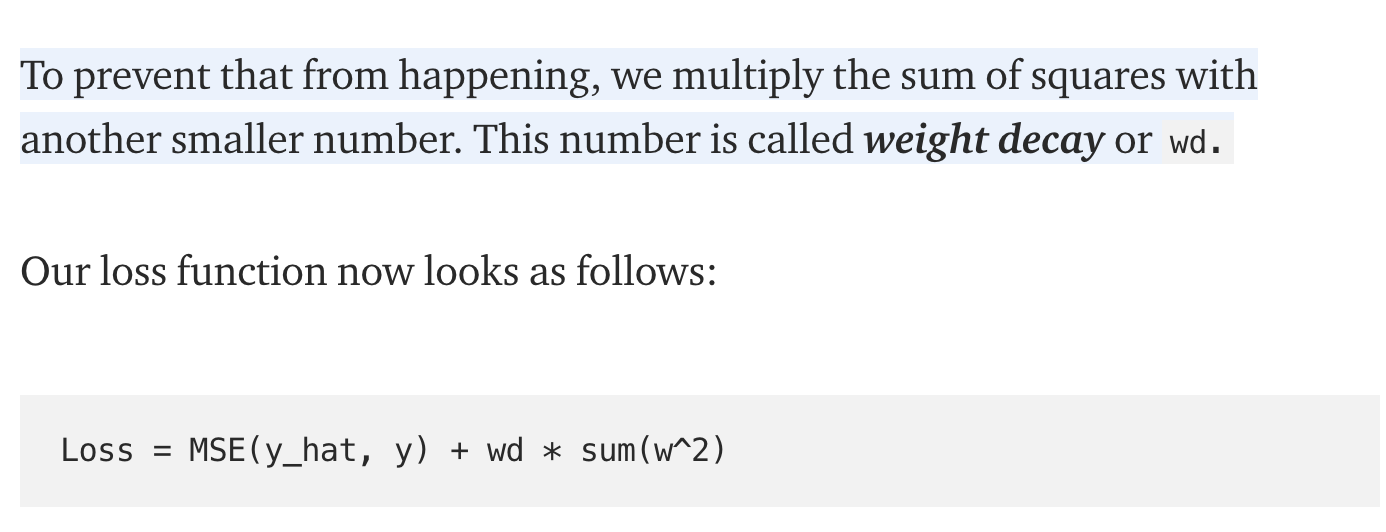 To prevent that from happening, we multiply the sum of squares with
another smaller number. This number is called weight decay or wd.
Our loss function now looks as follows:
Loss = MSE(y_hat, y) + wd * sum(w^2)